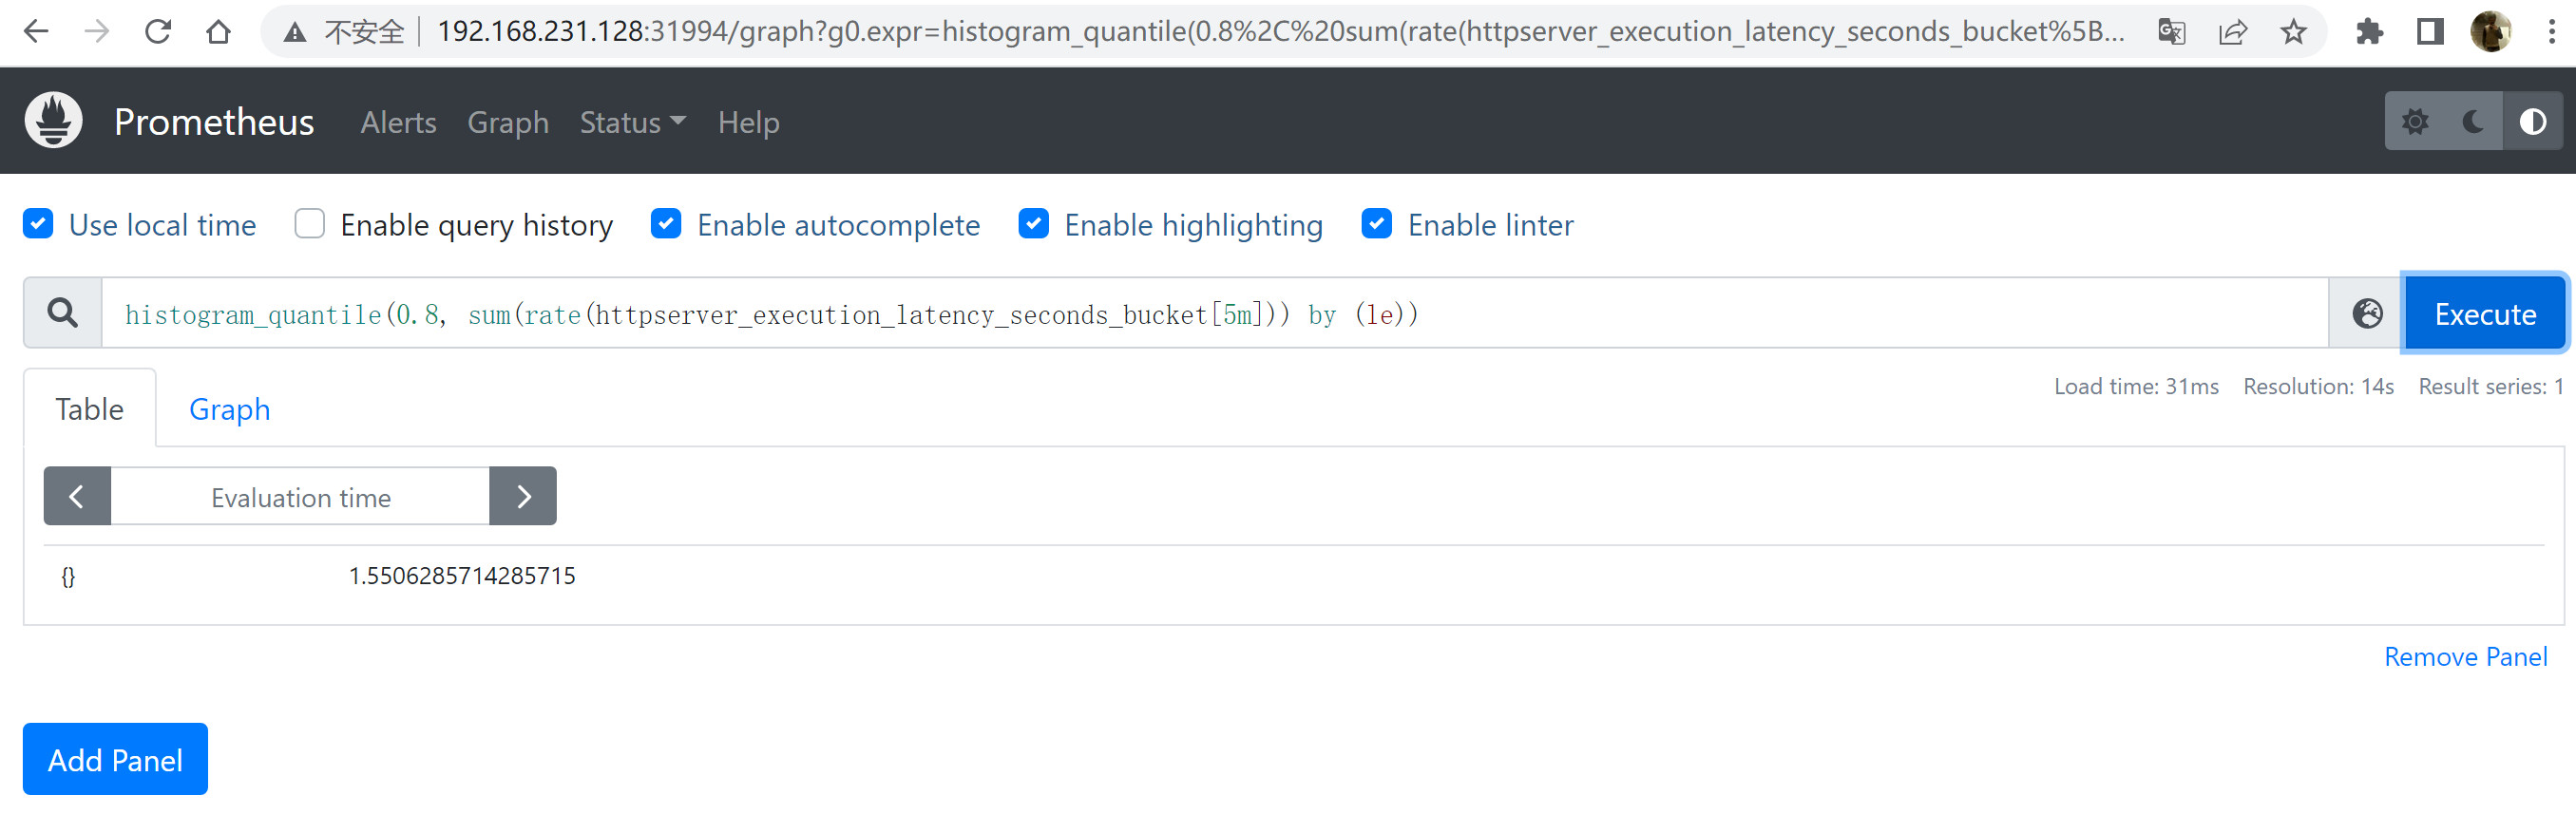 不安全 192.168.231.128:31994/graph?g0.expr=histogram_quantile(0.8%2C%20sum(rate(httpserver_execution_latency_seconds_bucket%5B...
Prometheus Alerts Graph Status Help
Use local time Enable query history Enable autocomplete Enable highlighting Enable linter
histogram_quantile(0.8, sum(rate(httpserver_execution_latency_seconds_bucket[5m])) by (le)) Execute
Load time: 31ms Resolution: 14s Result series: 1
Table Graph
Evaluation time
{} 1.5506285714285715
Remove Panel
Add Panel